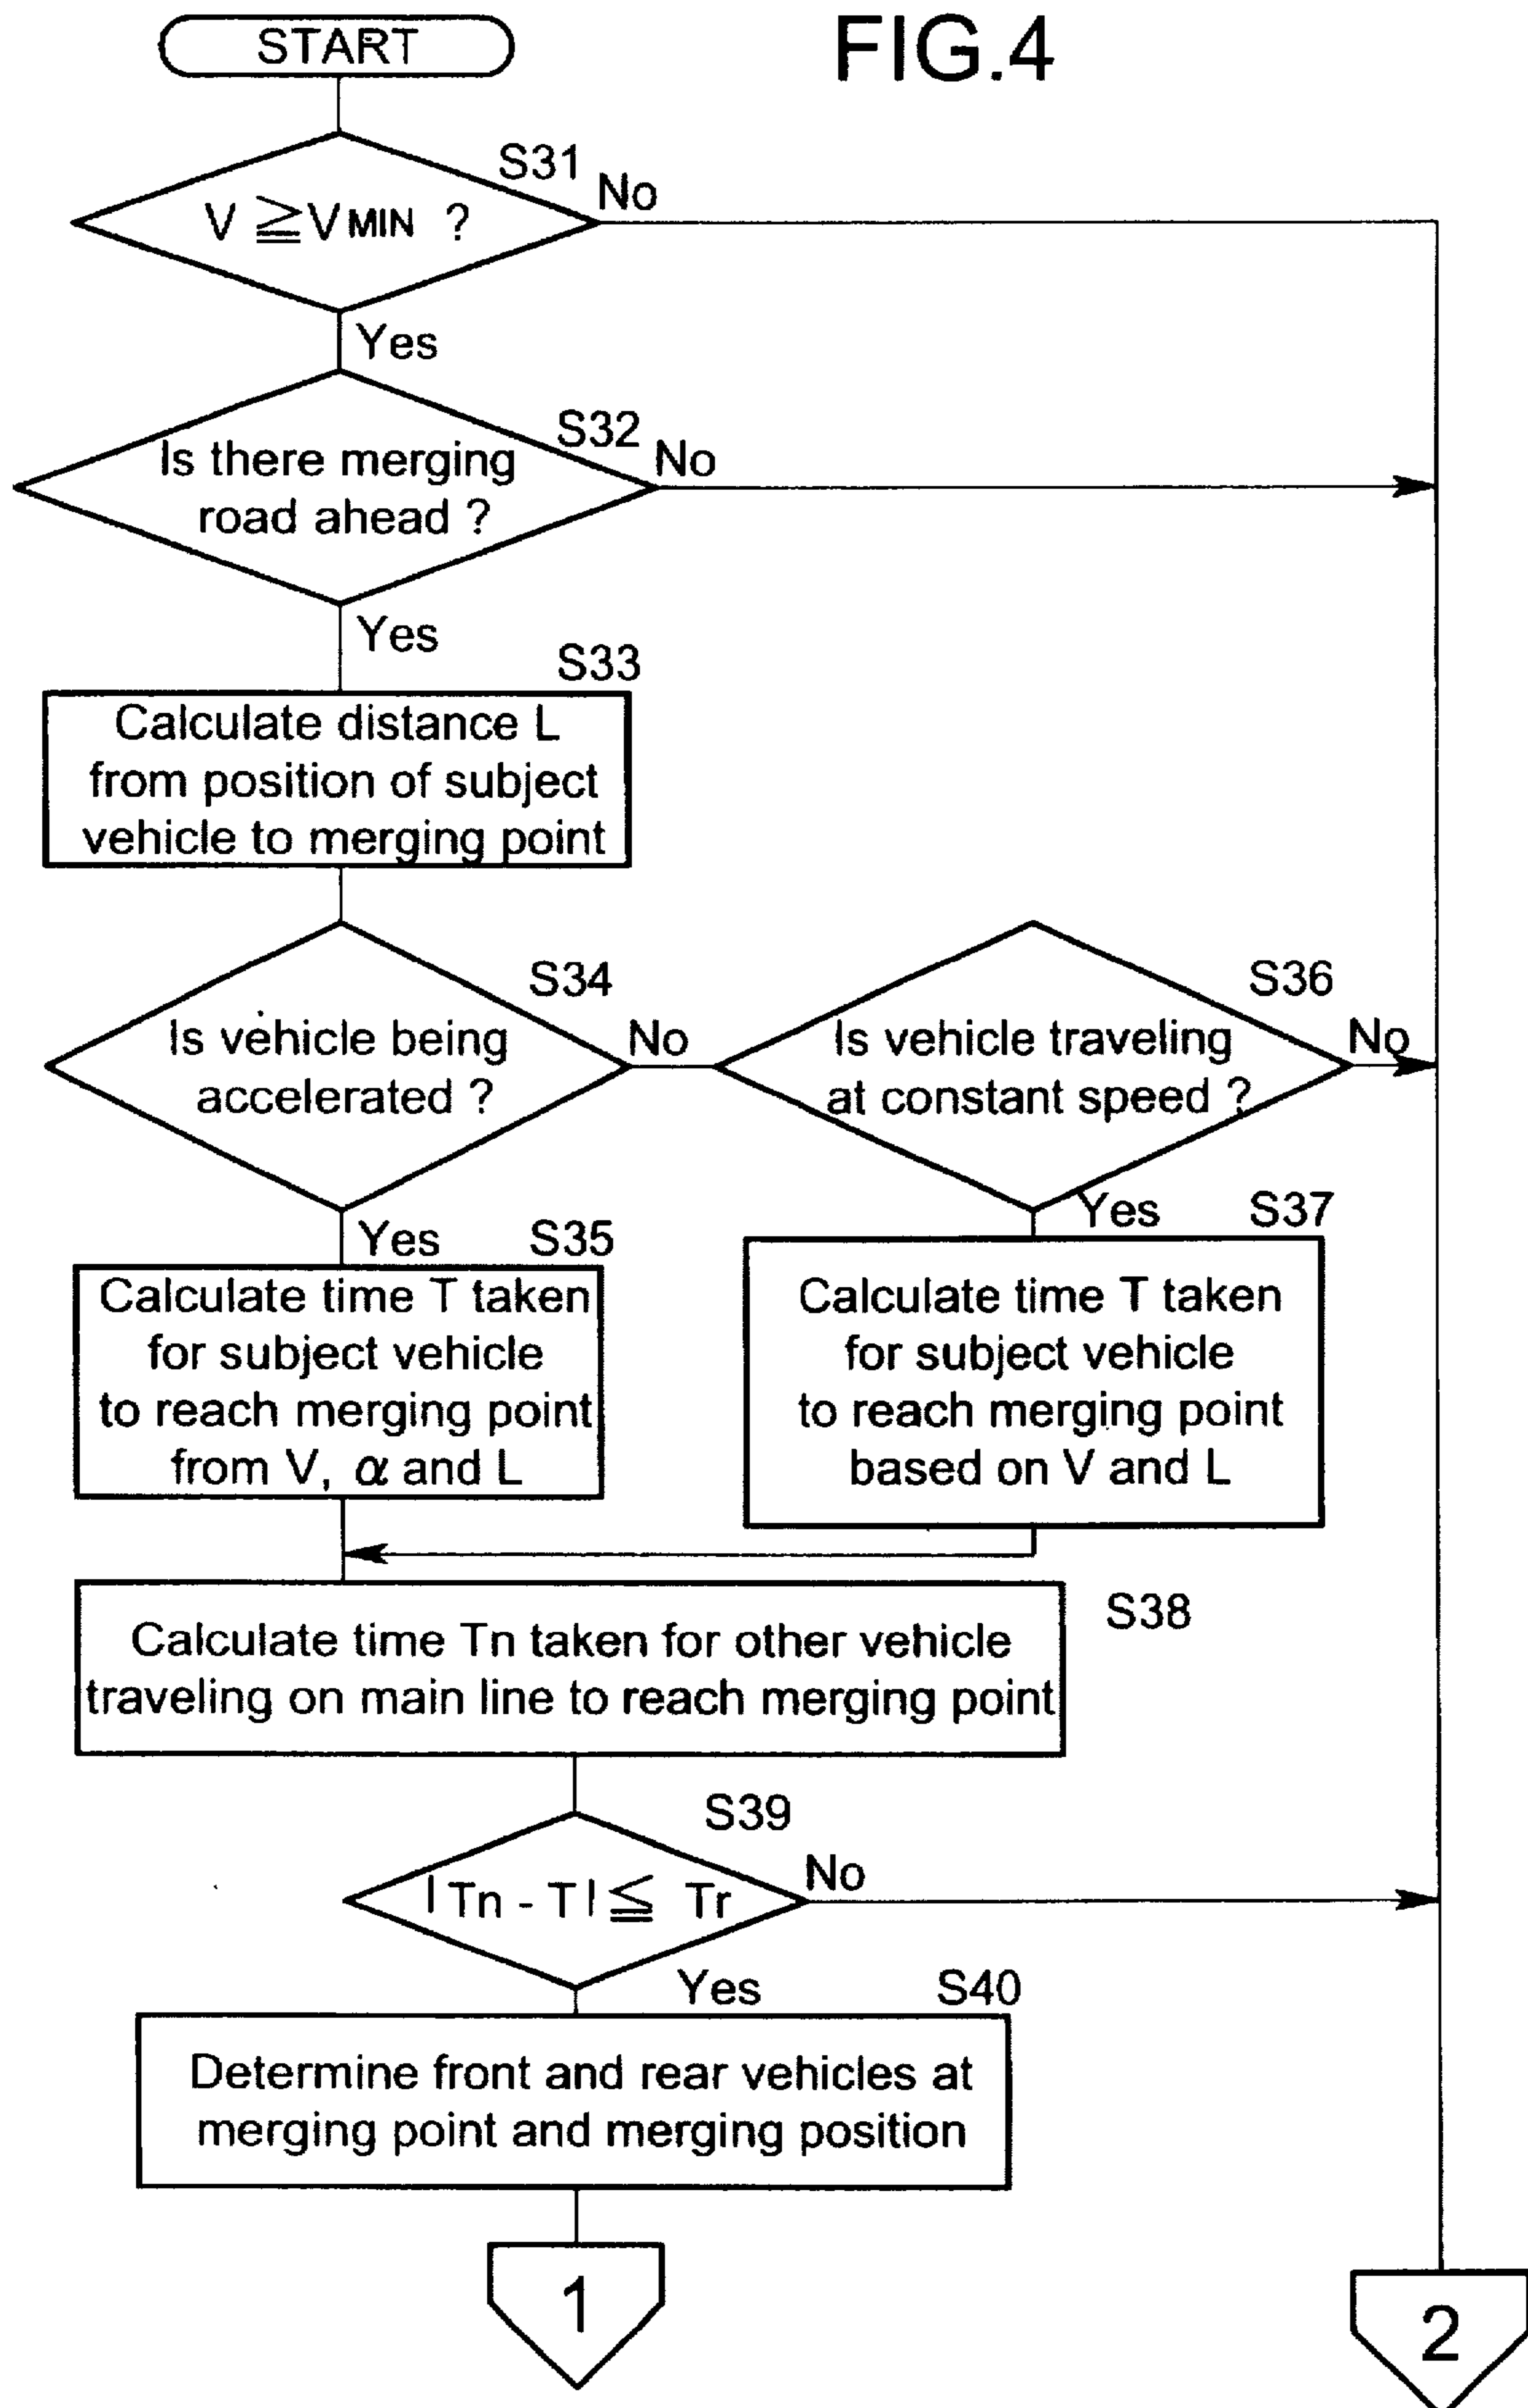 FIG.4
START
S31
V ≧ VMIN ?
No
Yes
S32
Is there merging
road ahead ?
No
Yes
S33
Calculate distance L
from position of subject
vehicle to merging point
S34
Is vehicle being
accelerated ?
No
S36
Is vehicle traveling
at constant speed ?
No
Yes
S35
Calculate time T taken
for subject vehicle
to reach merging point
from V, α and L
Yes
S37
Calculate time T taken
for subject vehicle
to reach merging point
based on V and L
S38
Calculate time Tn taken for other vehicle
traveling on main line to reach merging point
S39
| Tn - T | ≦ Tr
No
Yes
S40
Determine front and rear vehicles at
merging point and merging position
1
2